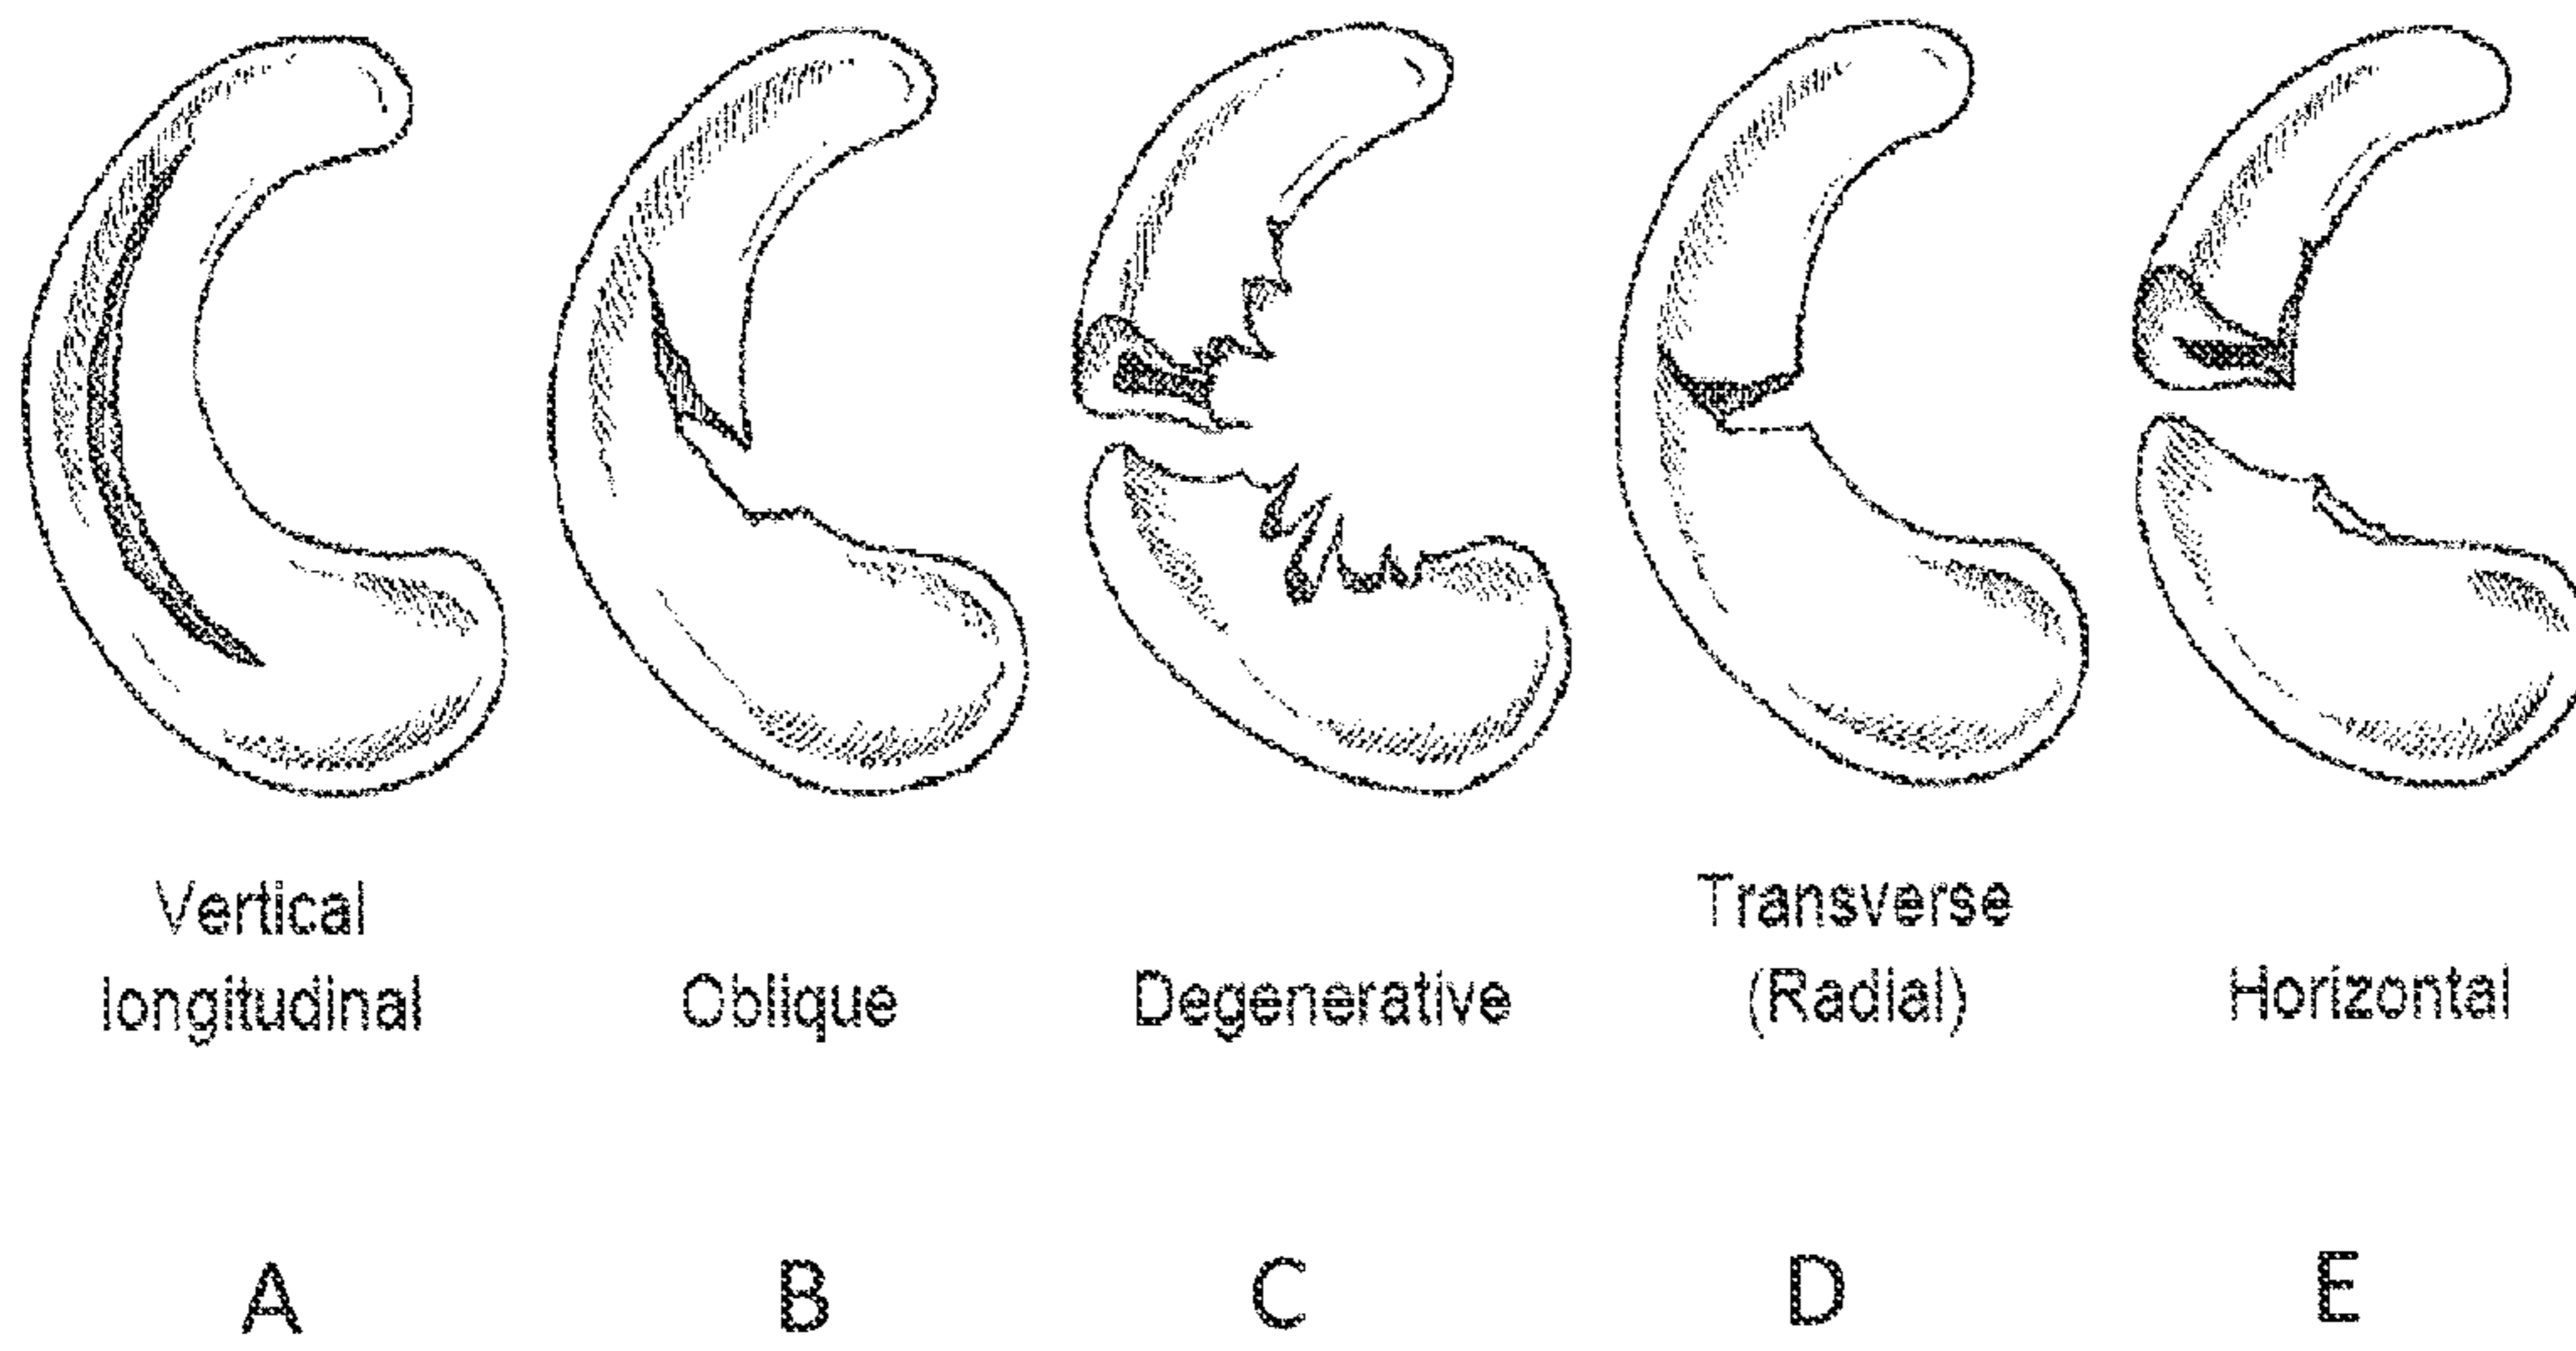 Vertical
longitudinal
Oblique
Degenerative
Transverse
(Radial)
Horizontal
A
B
C
D
E